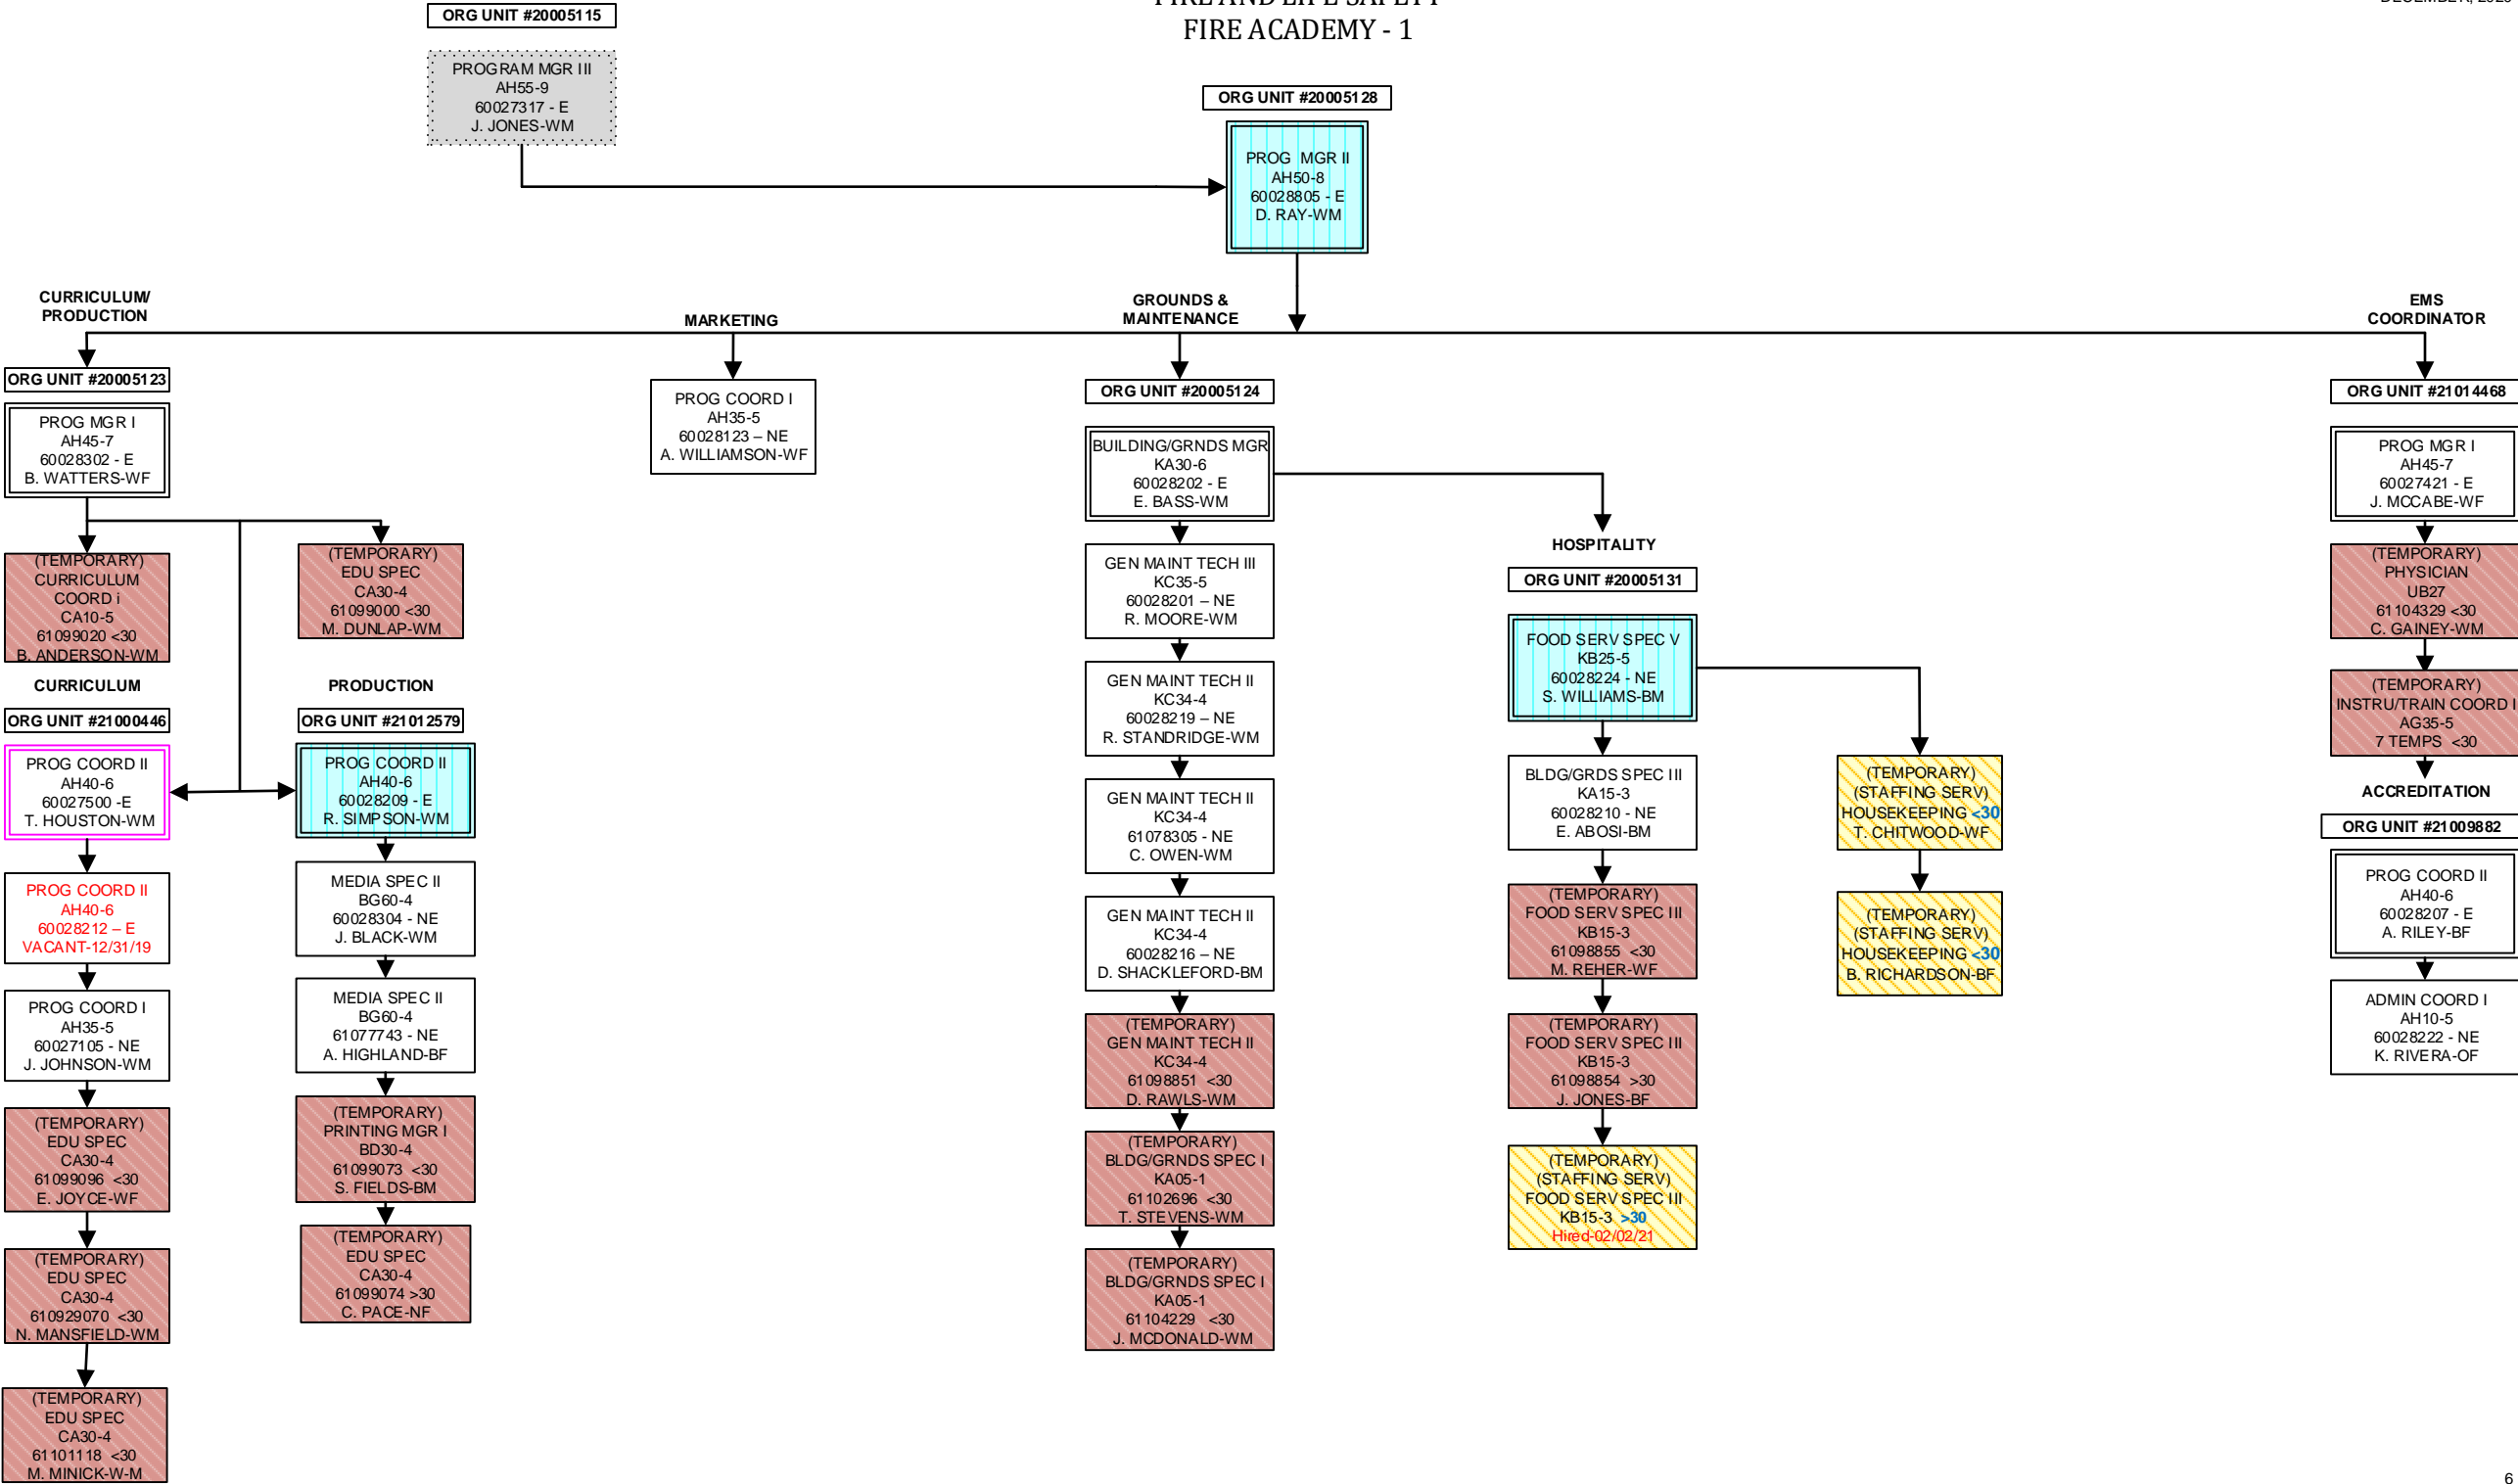 FIRE AND LIFE SAFETY
FIRE ACADEMY - 1
DECEMBER, 2020
ORG UNIT #20005115
PROGRAM MGR III
AH55-9
60027317 - E
J. JONES-WM
ORG UNIT #20005128
PROG MGR II
AH50-8
60028805 - E
D. RAY-WM
CURRICULUM/
PRODUCTION
MARKETING
GROUNDS &
MAINTENANCE
EMS
COORDINATOR
ORG UNIT #20005123
PROG MGR I
AH45-7
60028302 - E
B. WATTERS-WF
(TEMPORARY)
CURRICULUM
COORD i
CA10-5
61099020 <30
B. ANDERSON-WM
(TEMPORARY)
EDU SPEC
CA30-4
61099000 <30
M. DUNLAP-WM
CURRICULUM
ORG UNIT #21000446
PROG COORD II
AH40-6
60027500 -E
T. HOUSTON-WM
PROG COORD II
AH40-6
60028212 – E
VACANT-12/31/19
PROG COORD I
AH35-5
60027105 - NE
J. JOHNSON-WM
(TEMPORARY)
EDU SPEC
CA30-4
61099096 <30
E. JOYCE-WF
(TEMPORARY)
EDU SPEC
CA30-4
610929070 <30
N. MANSFIELD-WM
(TEMPORARY)
EDU SPEC
CA30-4
61101118 <30
M. MINICK-W-M
PRODUCTION
ORG UNIT #21012579
PROG COORD II
AH40-6
60028209 - E
R. SIMPSON-WM
MEDIA SPEC II
BG60-4
60028304 - NE
J. BLACK-WM
MEDIA SPEC II
BG60-4
61077743 - NE
A. HIGHLAND-BF
(TEMPORARY)
PRINTING MGR I
BD30-4
61099073 <30
S. FIELDS-BM
(TEMPORARY)
EDU SPEC
CA30-4
61099074 >30
C. PACE-NF
PROG COORD I
AH35-5
60028123 – NE
A. WILLIAMSON-WF
ORG UNIT #20005124
BUILDING/GRNDS MGR
KA30-6
60028202 - E
E. BASS-WM
GEN MAINT TECH III
KC35-5
60028201 – NE
R. MOORE-WM
GEN MAINT TECH II
KC34-4
60028219 – NE
R. STANDRIDGE-WM
GEN MAINT TECH II
KC34-4
61078305 - NE
C. OWEN-WM
GEN MAINT TECH II
KC34-4
60028216 – NE
D. SHACKLEFORD-BM
(TEMPORARY)
GEN MAINT TECH II
KC34-4
61098851 <30
D. RAWLS-WM
(TEMPORARY)
BLDG/GRNDS SPEC I
KA05-1
61102696 <30
T. STEVENS-WM
(TEMPORARY)
BLDG/GRNDS SPEC I
KA05-1
61104229 <30
J. MCDONALD-WM
HOSPITALITY
ORG UNIT #20005131
FOOD SERV SPEC V
KB25-5
60028224 - NE
S. WILLIAMS-BM
BLDG/GRDS SPEC III
KA15-3
60028210 - NE
E. ABOSI-BM
(TEMPORARY)
FOOD SERV SPEC III
KB15-3
61098855 <30
M. REHER-WF
(TEMPORARY)
FOOD SERV SPEC III
KB15-3
61098854 >30
J. JONES-BF
(TEMPORARY)
(STAFFING SERV)
FOOD SERV SPEC III
KB15-3 >30
Hired-02/02/21
(TEMPORARY)
(STAFFING SERV)
HOUSEKEEPING <30
T. CHITWOOD-WF
(TEMPORARY)
(STAFFING SERV)
HOUSEKEEPING <30
B. RICHARDSON-BF
ORG UNIT #21014468
PROG MGR I
AH45-7
60027421 - E
J. MCCABE-WF
(TEMPORARY)
PHYSICIAN
UB27
61104329 <30
C. GAINEY-WM
(TEMPORARY)
INSTRU/TRAIN COORD I
AG35-5
7 TEMPS <30
ACCREDITATION
ORG UNIT #21009882
PROG COORD II
AH40-6
60028207 - E
A. RILEY-BF
ADMIN COORD I
AH10-5
60028222 - NE
K. RIVERA-OF
6